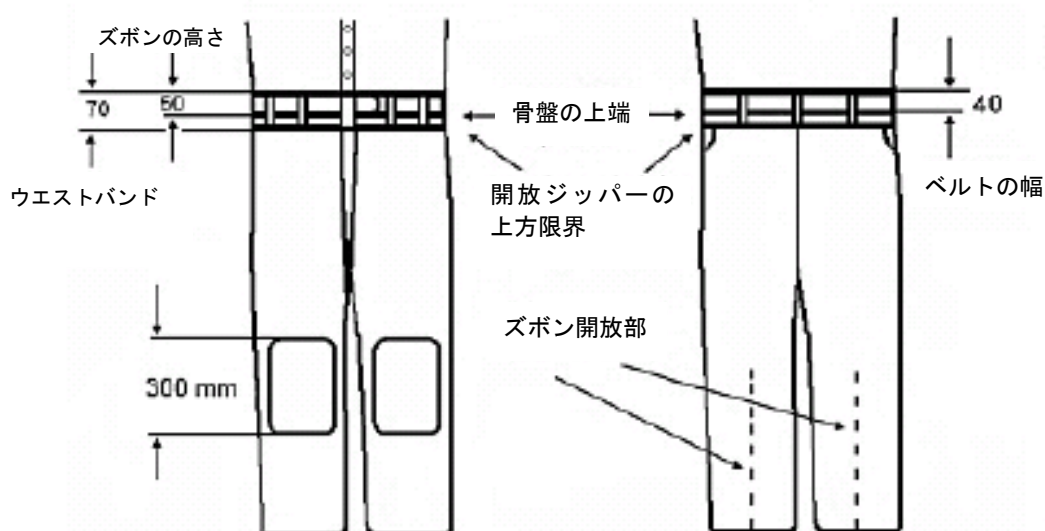 ズボンの高さ
70
50
ウエストバンド
300 mm
骨盤の上端
開放ジッパーの
上方限界
ズボン開放部
40
ベルトの幅